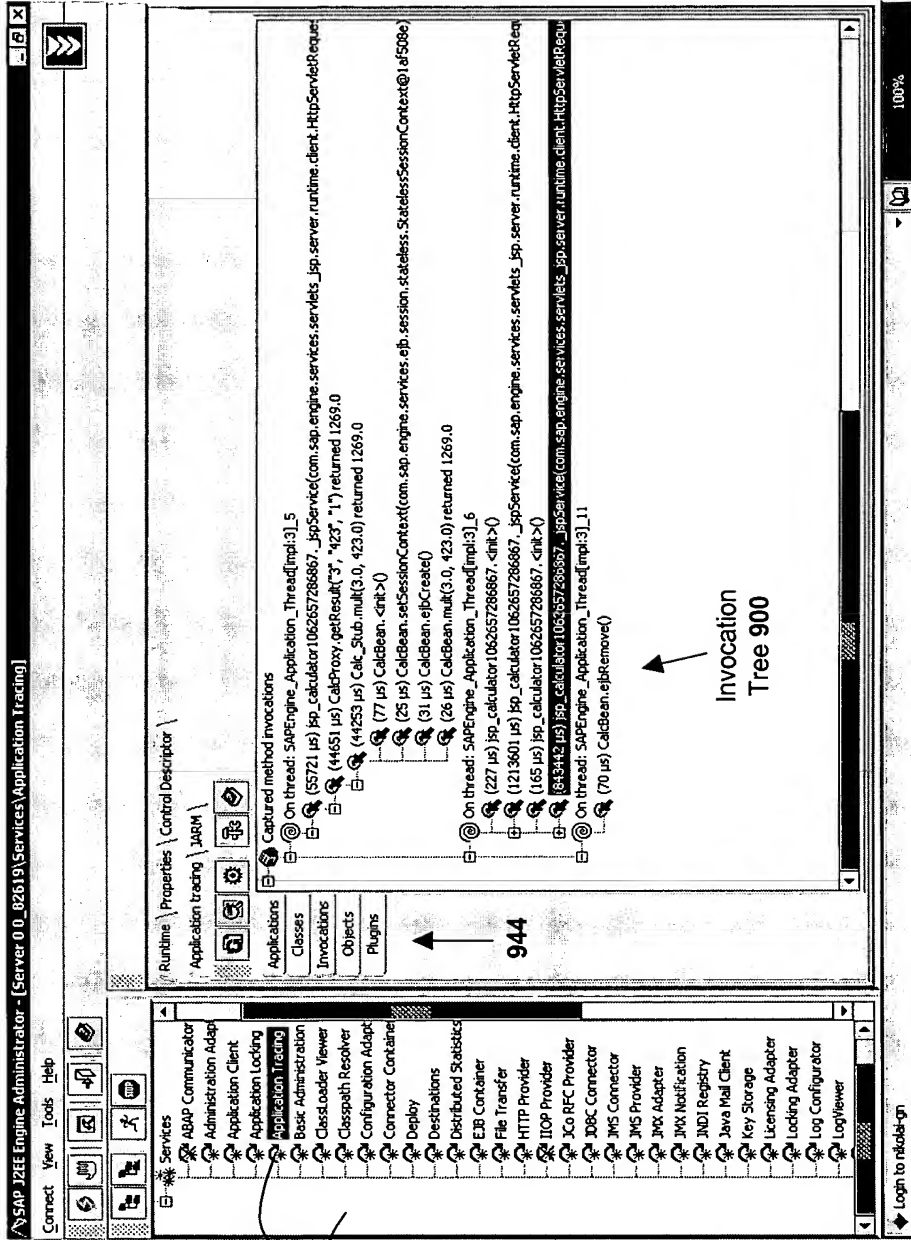 SAP J2EE Engine Administrator - [Server 0 0_82619\Services\Application Tracing]
Connect View Tools Help
Services
ABAP Communicator
Administration Adap
Application Client
Application Locking
Application Tracing
Basic Administration
ClassLoader Viewer
Classpath Resolver
Configuration Adapt
Connector Container
Deploy
Destinations
Distributed Statistics
EJB Container
File Transfer
HTTP Provider
IIOP Provider
JCo RFC Provider
JDBC Connector
JMS Connector
JMS Provider
JMX Adapter
JMX Notification
JNDI Registry
Java Mail Client
Key Storage
Licensing Adapter
Locking Adapter
Log Configurator
LogViewer
Runtime Properties Control Descriptor
Application tracing JARM
Applications
Classes
Invocations
Objects
Plugins
944
Captured method invocations
On thread: SAPEngine_Application_Thread[impl:3]_5
(55721 µs) jsp_calculator1062657286867._jspService(com.sap.engine.services.servlets_jsp.server.runtime.client.HttpServletReques
(44651 µs) CalcProxy.getResult("3", "423", "1") returned 1269.0
(44253 µs) Calc_Stub.mult(3.0, 423.0) returned 1269.0
(77 µs) CalcBean.<init>()
(25 µs) CalcBean.setSessionContext(com.sap.engine.services.ejb.session.stateless.StatelessSessionContext@1af508e)
(31 µs) CalcBean.ejbCreate()
(26 µs) CalcBean.mult(3.0, 423.0) returned 1269.0
On thread: SAPEngine_Application_Thread[impl:3]_6
(227 µs) jsp_calculator1062657286867.<init>()
(1213601 µs) jsp_calculator1062657286867._jspService(com.sap.engine.services.servlets_jsp.server.runtime.client.HttpServletReq
(165 µs) jsp_calculator1062657286867.<init>()
(843442 µs) jsp_calculator1062657286867._jspService(com.sap.engine.services.servlets_jsp.server.runtime.client.HttpServletRequ
On thread: SAPEngine_Application_Thread[impl:3]_11
(70 µs) CalcBean.ejbRemove()
Invocation
Tree 900
Login to nikolai-gn
100%